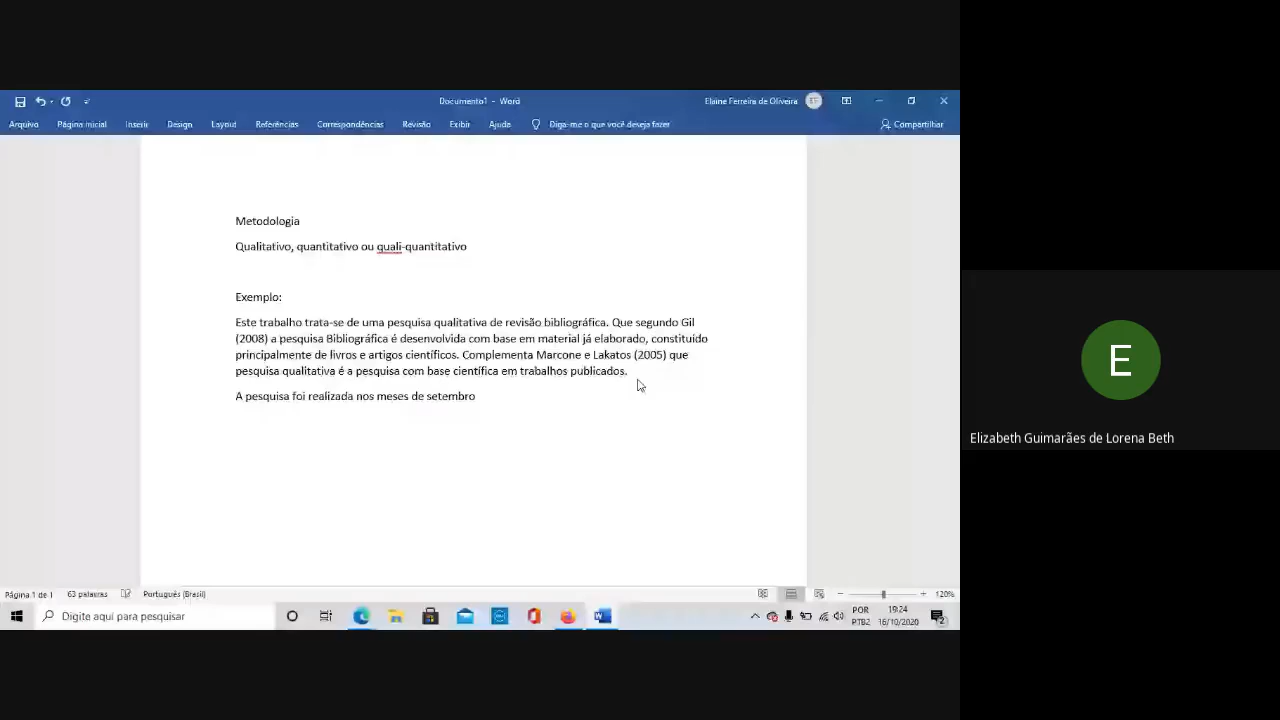 Documento1 - Word
Elaine Ferreira de Oliveira
Arquivo Página Inicial Inserir Design Layout Referências Correspondências Revisão Exibir Ajuda Diga-me o que você deseja fazer Compartilhar
Metodologia
Qualitativo, quantitativo ou quali-quantitativo
Exemplo:
Este trabalho trata-se de uma pesquisa qualitativa de revisão bibliográfica. Que segundo Gil
(2008) a pesquisa Bibliográfica é desenvolvida com base em material já elaborado, constituído
principalmente de livros e artigos científicos. Complementa Marcone e Lakatos (2005) que
pesquisa qualitativa é a pesquisa com base científica em trabalhos publicados.
A pesquisa foi realizada nos meses de setembro
E
Elizabeth Guimarães de Lorena Beth
Página 1 de 1 63 palavras Português (Brasil) 120%
Digite aqui para pesquisar
POR 19:24
PTB2 16/10/2020
2